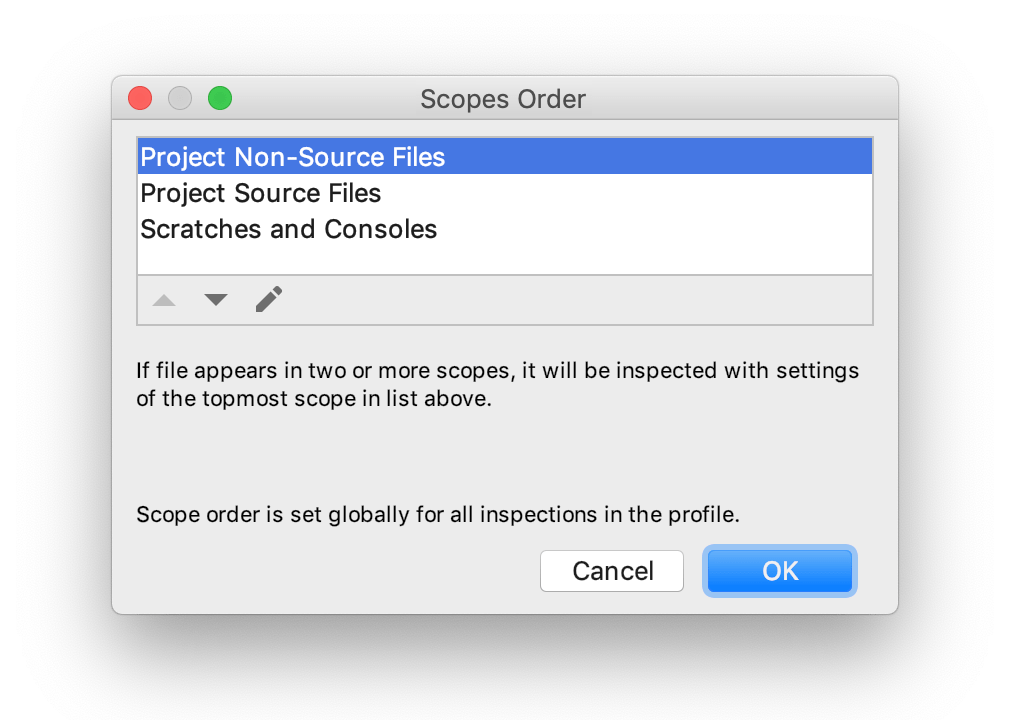 Scopes Order
Project Non-Source Files
Project Source Files
Scratches and Consoles
If file appears in two or more scopes, it will be inspected with settings
of the topmost scope in list above.
Scope order is set globally for all inspections in the profile.
Cancel
OK